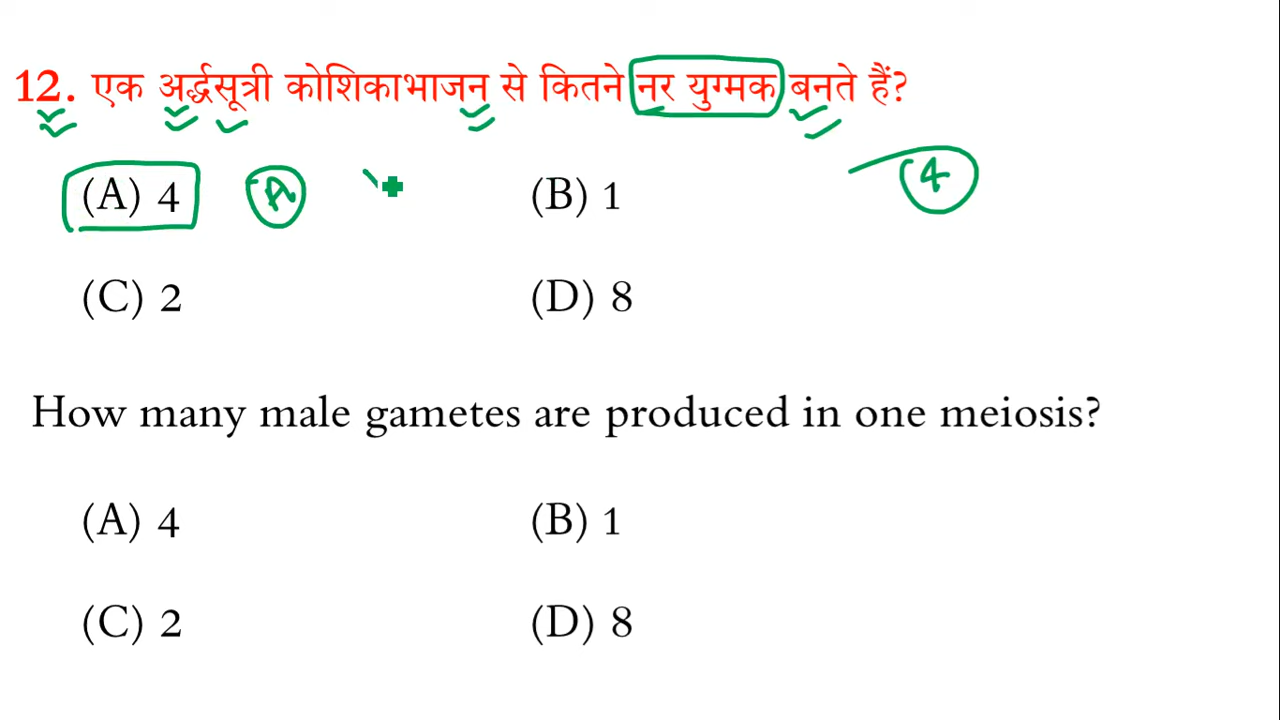 12. एक अर्द्धसूत्री कोशिकाभाजन से कितने नर युग्मक बनते हैं?
(A) 4 A (B) 1 4
(C) 2 (D) 8
How many male gametes are produced in one meiosis?
(A) 4 (B) 1
(C) 2 (D) 8